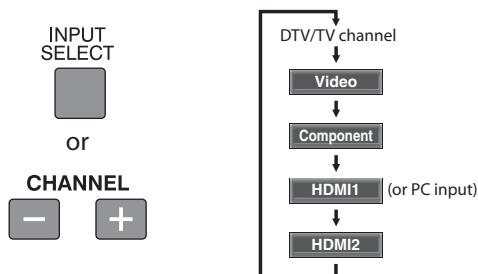 INPUT
SELECT
or
CHANNEL
− +
DTV/TV channel
Video
Component
HDMI1 (or PC input)
HDMI2